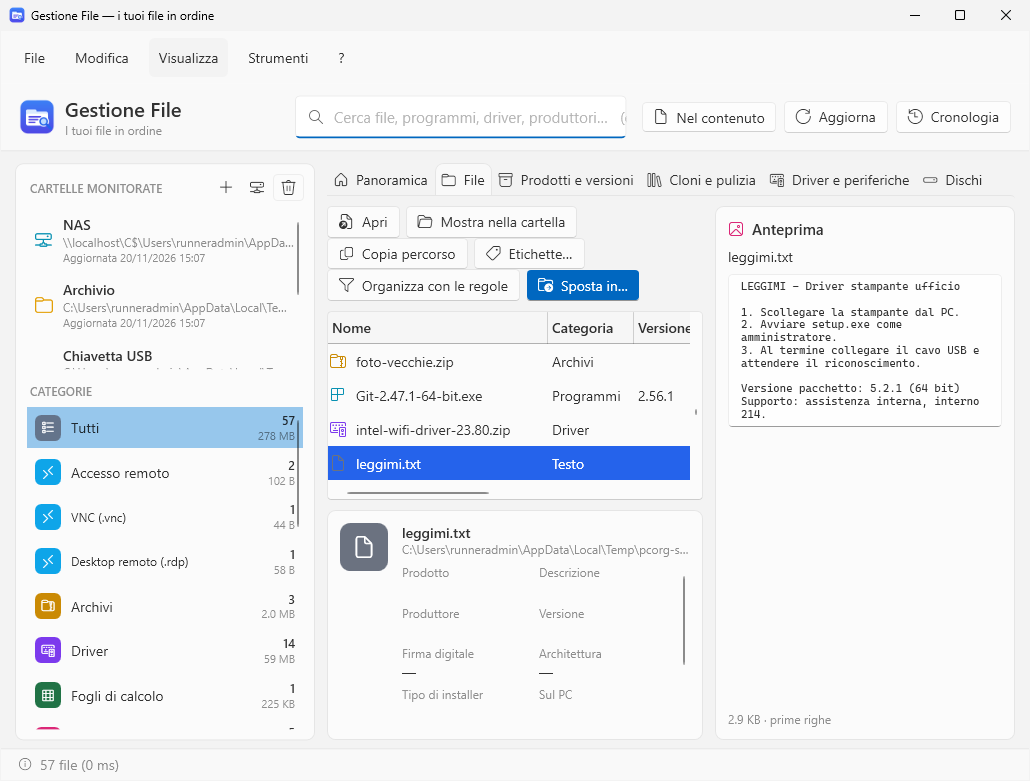 Gestione File — i tuoi file in ordine
File Modifica Visualizza Strumenti ?
Gestione File
I tuoi file in ordine
Cerca file, programmi, driver, produttori...
Nel contenuto
Aggiorna
Cronologia
CARTELLE MONITORATE
NAS
\\localhost\C$\Users\runneradmin\AppDa...
Aggiornata 20/11/2026 15:07
Archivio
C:\Users\runneradmin\AppData\Local\Te...
Aggiornata 20/11/2026 15:07
Chiavetta USB
CATEGORIE
Tutti 57
278 MB
Accesso remoto 2
102 B
VNC (.vnc) 1
44 B
Desktop remoto (.rdp) 1
58 B
Archivi 3
2.0 MB
Driver 14
59 MB
Fogli di calcolo 1
225 KB
Panoramica File Prodotti e versioni Cloni e pulizia Driver e periferiche Dischi
Apri Mostra nella cartella
Copia percorso Etichette...
Organizza con le regole Sposta in...
Nome Categoria Versione
foto-vecchie.zip Archivi
Git-2.47.1-64-bit.exe Programmi 2.56.1
intel-wifi-driver-23.80.zip Driver
leggimi.txt Testo
leggimi.txt
C:\Users\runneradmin\AppData\Local\Temp\pcorg-s...
Prodotto Descrizione
Produttore Versione
Firma digitale Architettura
— —
Tipo di installer Sul PC
Anteprima
leggimi.txt
LEGGIMI – Driver stampante ufficio
1. Scollegare la stampante dal PC.
2. Avviare setup.exe come
amministratore.
3. Al termine collegare il cavo USB e
attendere il riconoscimento.
Versione pacchetto: 5.2.1 (64 bit)
Supporto: assistenza interna, interno
214.
2.9 KB · prime righe
57 file (0 ms)